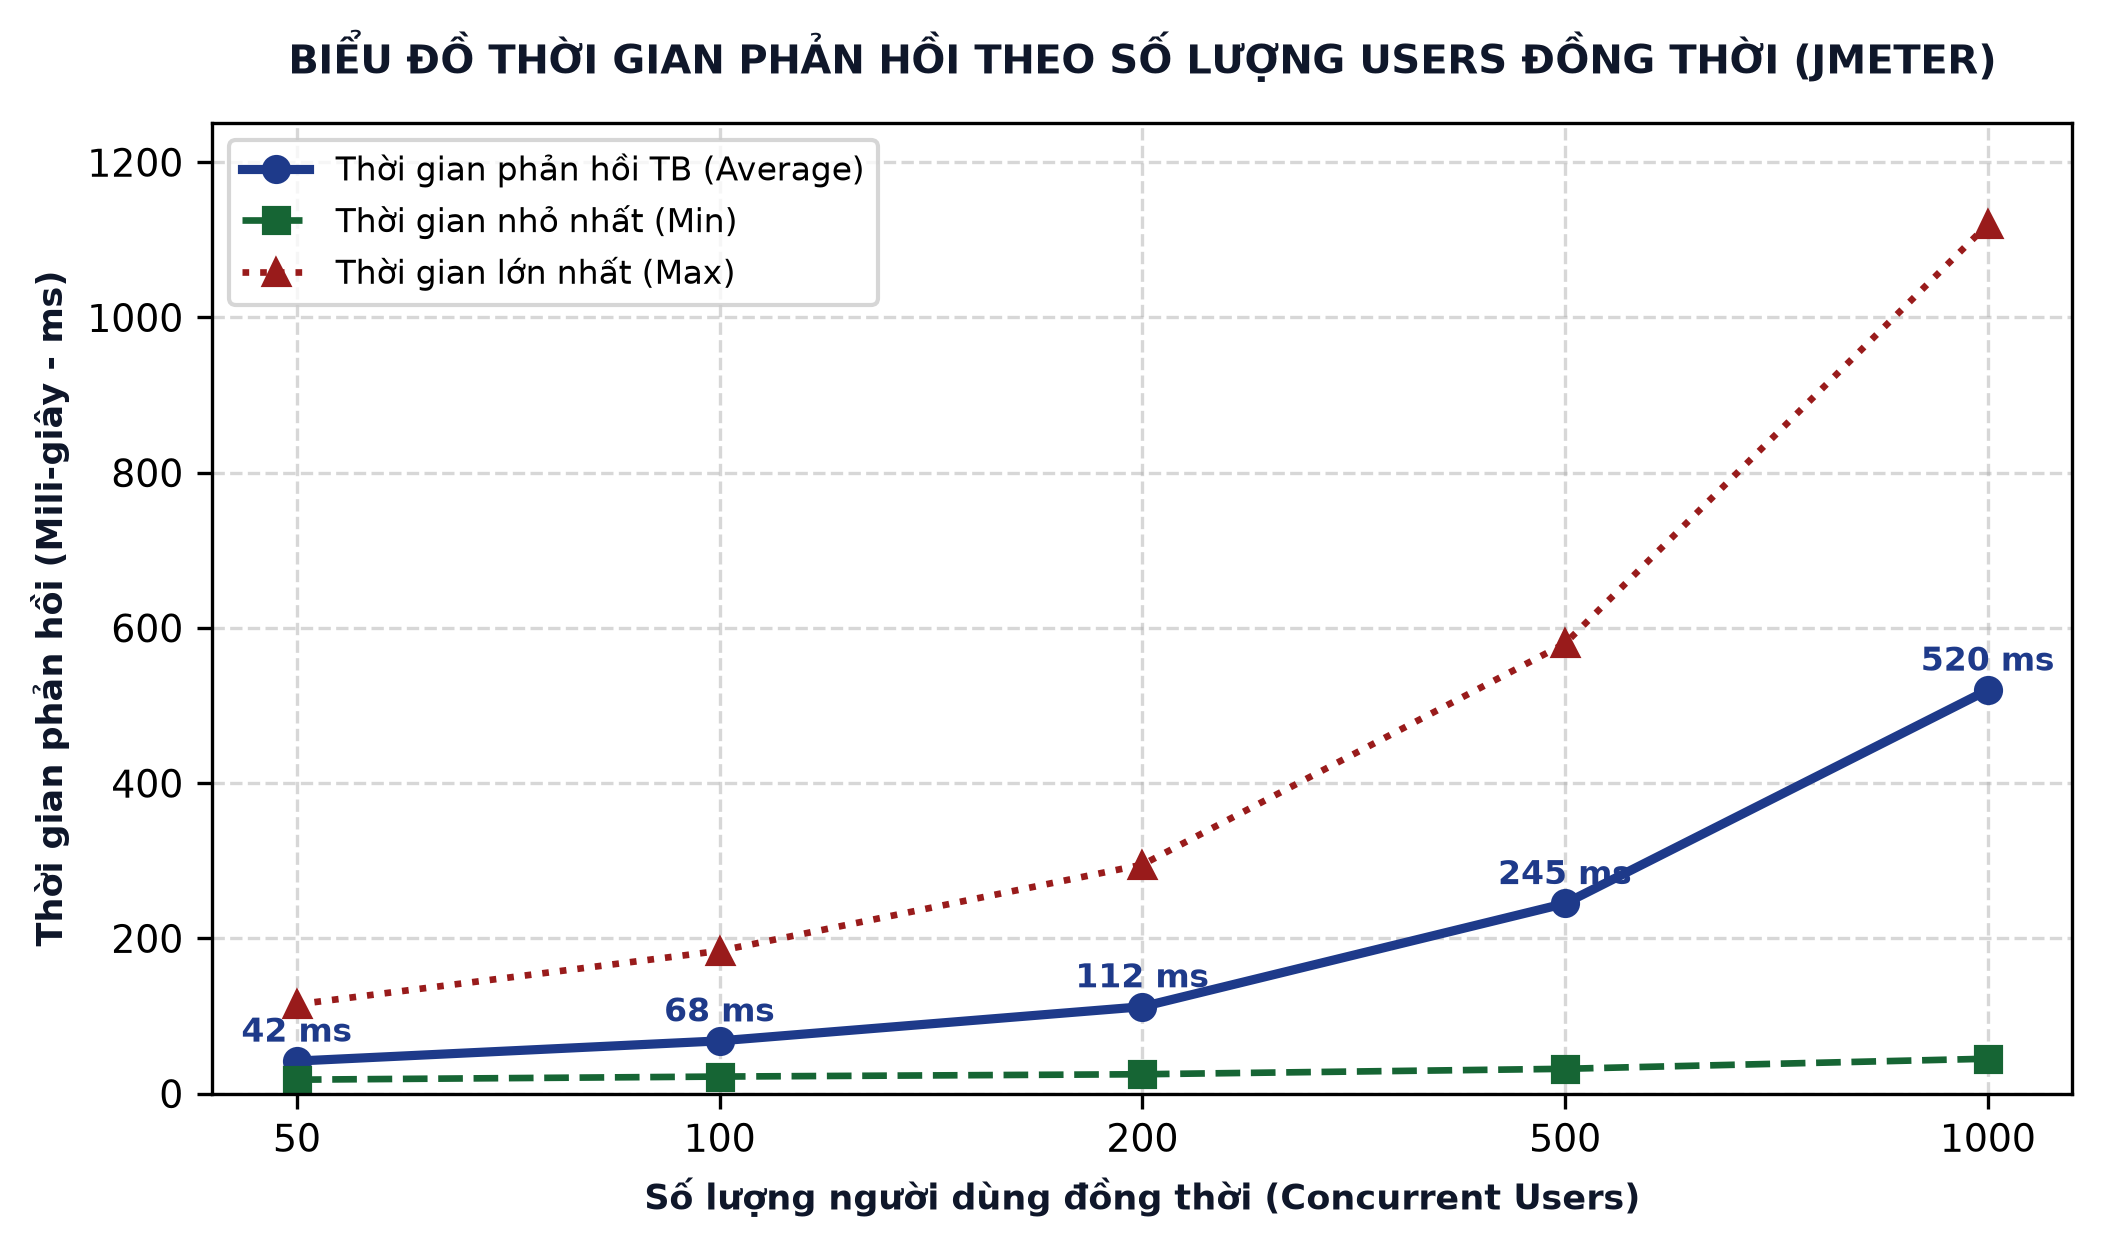 BIỂU ĐỒ THỜI GIAN PHẢN HỒI THEO SỐ LƯỢNG USERS ĐỒNG THỜI (JMETER)
Thời gian phản hồi TB (Average)
Thời gian nhỏ nhất (Min)
Thời gian lớn nhất (Max)
Thời gian phản hồi (Mili-giây - ms)
1200
1000
800
600
400
200
0
42 ms
68 ms
112 ms
245 ms
520 ms
50
100
200
500
1000
Số lượng người dùng đồng thời (Concurrent Users)